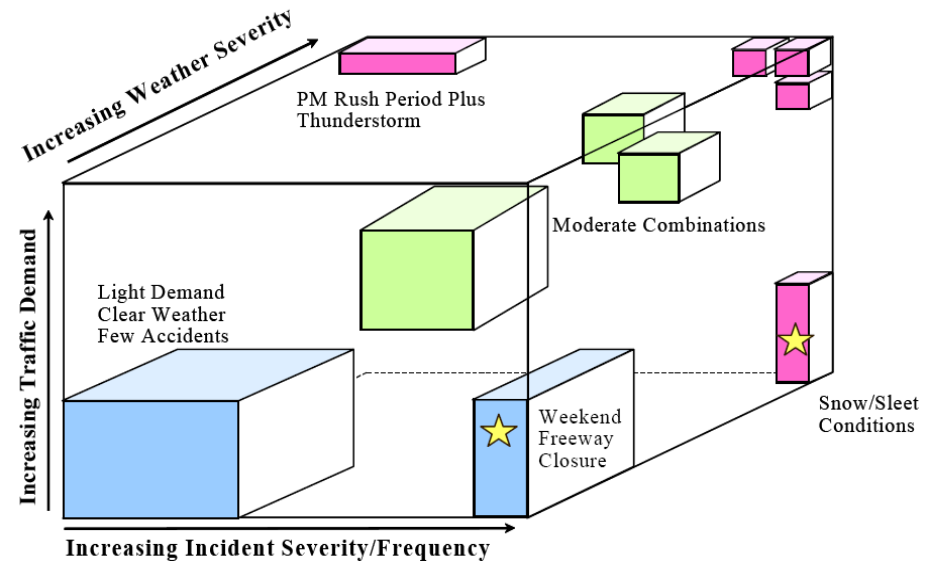 Increasing Weather Severity
PM Rush Period Plus
Thunderstorm
Moderate Combinations
Increasing Traffic Demand
Light Demand
Clear Weather
Few Accidents
Weekend
Freeway
Closure
Snow/Sleet
Conditions
Increasing Incident Severity/Frequency